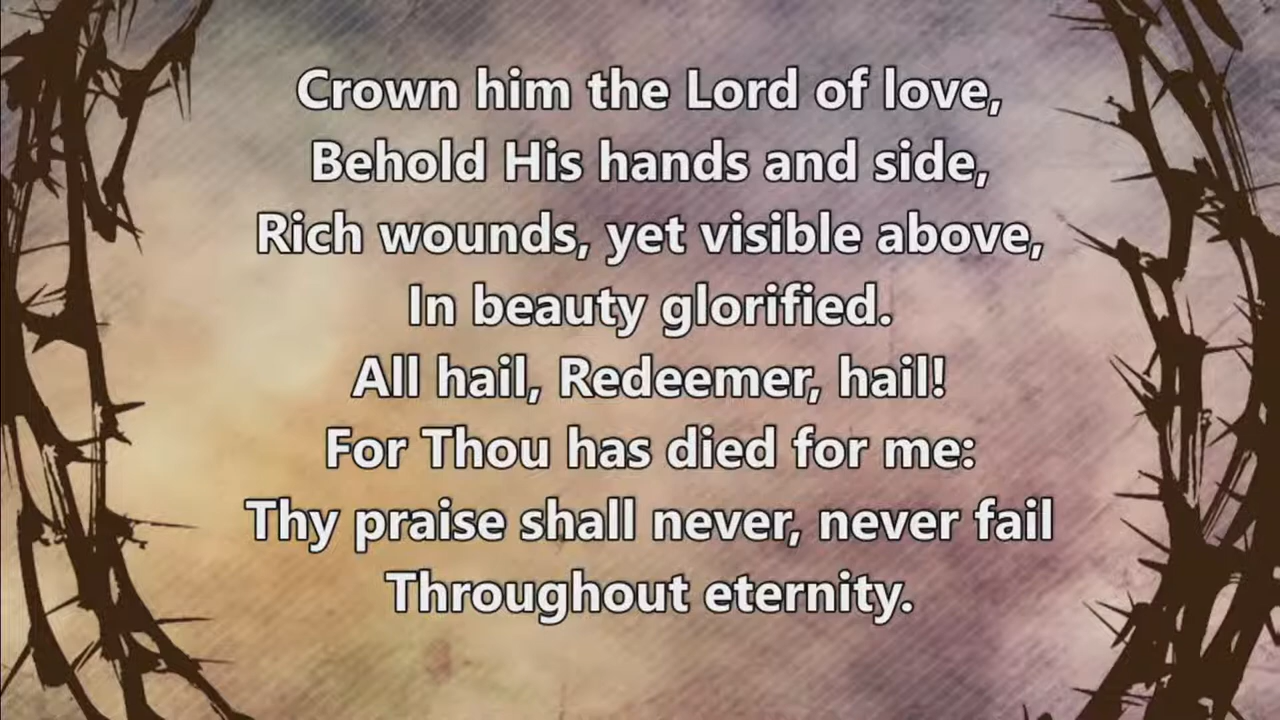 Crown him the Lord of love,
Behold His hands and side,
Rich wounds, yet visible above,
In beauty glorified.
All hail, Redeemer, hail!
For Thou has died for me:
Thy praise shall never, never fail
Throughout eternity.